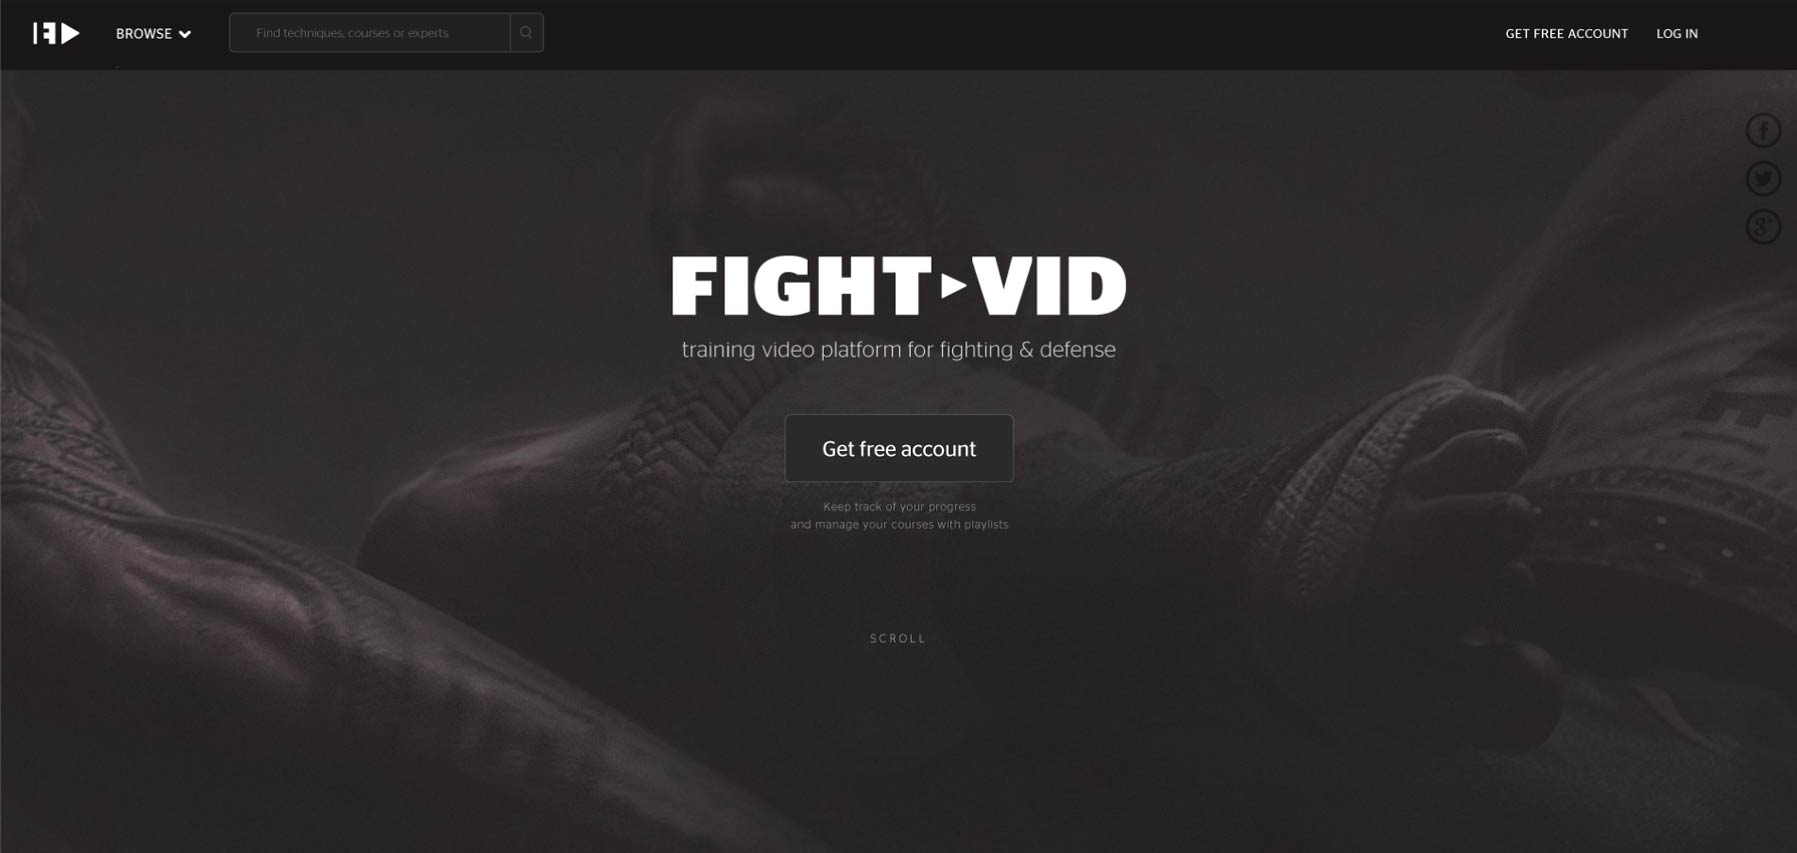 BROWSE
Find techniques, courses or experts
GET FREE ACCOUNT
LOG IN
FIGHT VID
training video platform for fighting & defense
Get free account
Keep track of your progress
and manage your courses with playlists
SCROLL